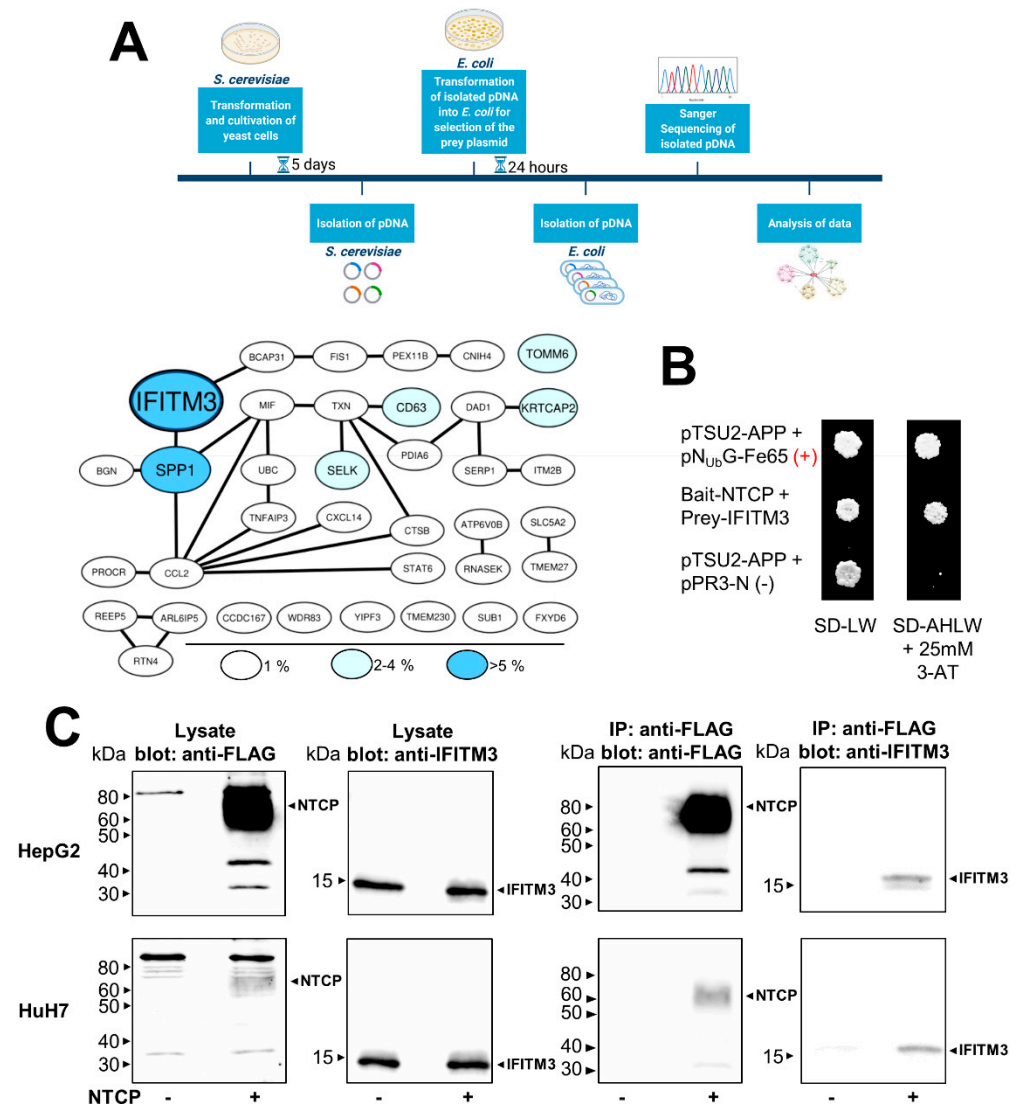 A
S. cerevisiae
Transformation
and cultivation of
yeast cells
5 days
E. coli
Transformation
of isolated pDNA
into E. coli for
selection of the
prey plasmid
24 hours
Sanger
Sequencing of
isolated pDNA
Isolation of pDNA
S. cerevisiae
Isolation of pDNA
E. coli
Analysis of data
BCAP31 FIS1 PEX11B CNIH4 TOMM6
IFITM3 MIF TXN CD63 DAD1 KRTCAP2
BGN SPP1 UBC SELK PDIA6 SERP1 ITM2B
TNFAIP3 CXCL14 CTSB ATP6V0B SLC5A2
PROCR CCL2 STAT6 RNASEK TMEM27
REEP5 ARL6IP5 CCDC167 WDR83 YIPF3 TMEM230 SUB1 FXYD6
RTN4
1 % 2-4 % >5 %
B
pTSU2-APP +
pNUbG-Fe65 (+)
Bait-NTCP +
Prey-IFITM3
pTSU2-APP +
pPR3-N (-)
SD-LW
SD-AHLW
+ 25mM
3-AT
C
Lysate
blot: anti-FLAG
Lysate
blot: anti-IFITM3
IP: anti-FLAG
blot: anti-FLAG
IP: anti-FLAG
blot: anti-IFITM3
HepG2
kDa
80
60
50
40
30
NTCP
kDa
15
IFITM3
kDa
80
60
50
40
30
NTCP
kDa
15
IFITM3
HuH7
80
60
50
40
30
NTCP
15
IFITM3
80
60
50
40
30
NTCP
15
IFITM3
NTCP - + - + - + - +